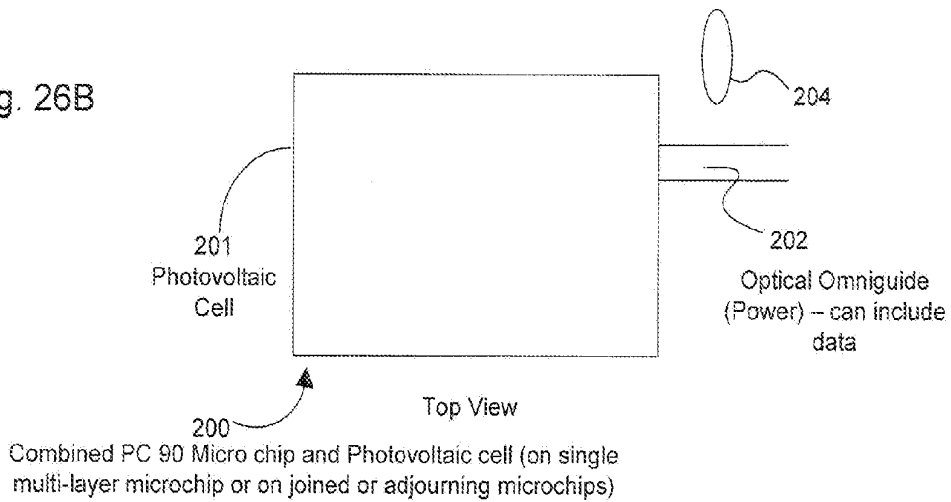 g. 26B
204
201
Photovoltaic
Cell
202
Optical Omniguide
(Power) – can include
data
Top View
200
Combined PC 90 Micro chip and Photovoltaic cell (on single
multi-layer microchip or on joined or adjourning microchips)